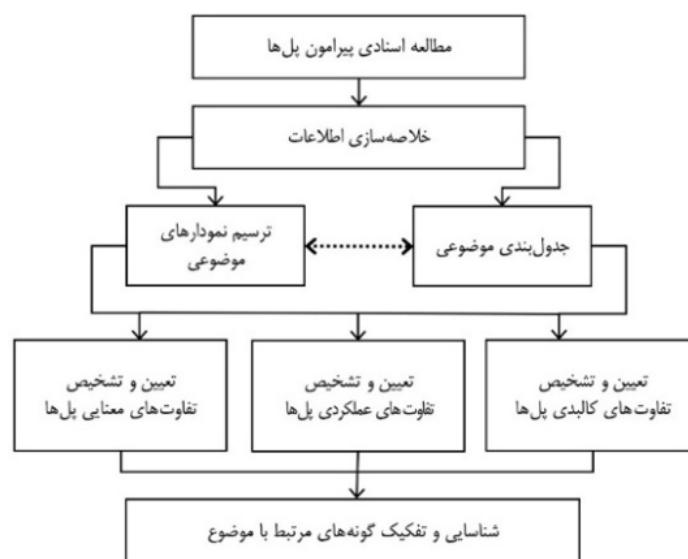 مطالعه اسنادی پیرامون پل‌ها
خلاصه‌سازی اطلاعات
جدول‌بندی موضوعی
ترسیم نمودارهای
موضوعی
تعیین و تشخیص
تفاوت‌های کالبدی پل‌ها
تعیین و تشخیص
تفاوت‌های عملکردی پل‌ها
تعیین و تشخیص
تفاوت‌های معنایی پل‌ها
شناسایی و تفکیک گونه‌های مرتبط با موضوع